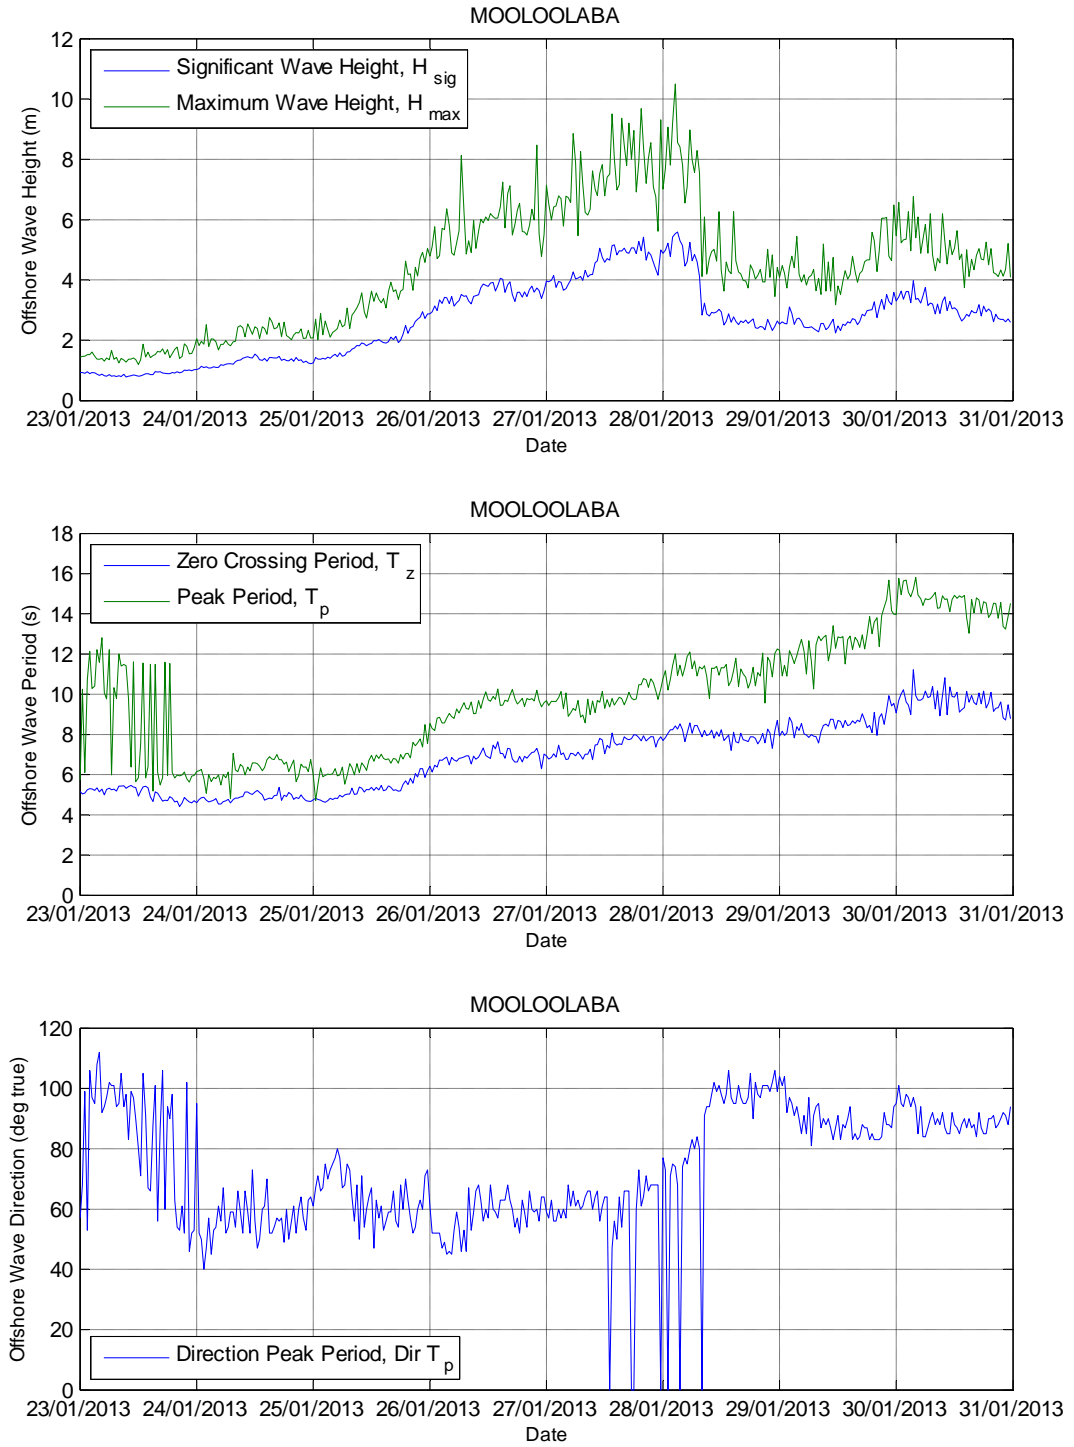 MOOLOOLABA
12
10
8
6
4
2
0
Offshore Wave Height (m)
Significant Wave Height, H sig
Maximum Wave Height, H max
23/01/2013 24/01/2013 25/01/2013 26/01/2013 27/01/2013 28/01/2013 29/01/2013 30/01/2013 31/01/2013
Date
MOOLOOLABA
18
16
14
12
10
8
6
4
2
0
Offshore Wave Period (s)
Zero Crossing Period, T z
Peak Period, T p
23/01/2013 24/01/2013 25/01/2013 26/01/2013 27/01/2013 28/01/2013 29/01/2013 30/01/2013 31/01/2013
Date
MOOLOOLABA
120
100
80
60
40
20
0
Offshore Wave Direction (deg true)
Direction Peak Period, Dir T p
23/01/2013 24/01/2013 25/01/2013 26/01/2013 27/01/2013 28/01/2013 29/01/2013 30/01/2013 31/01/2013
Date